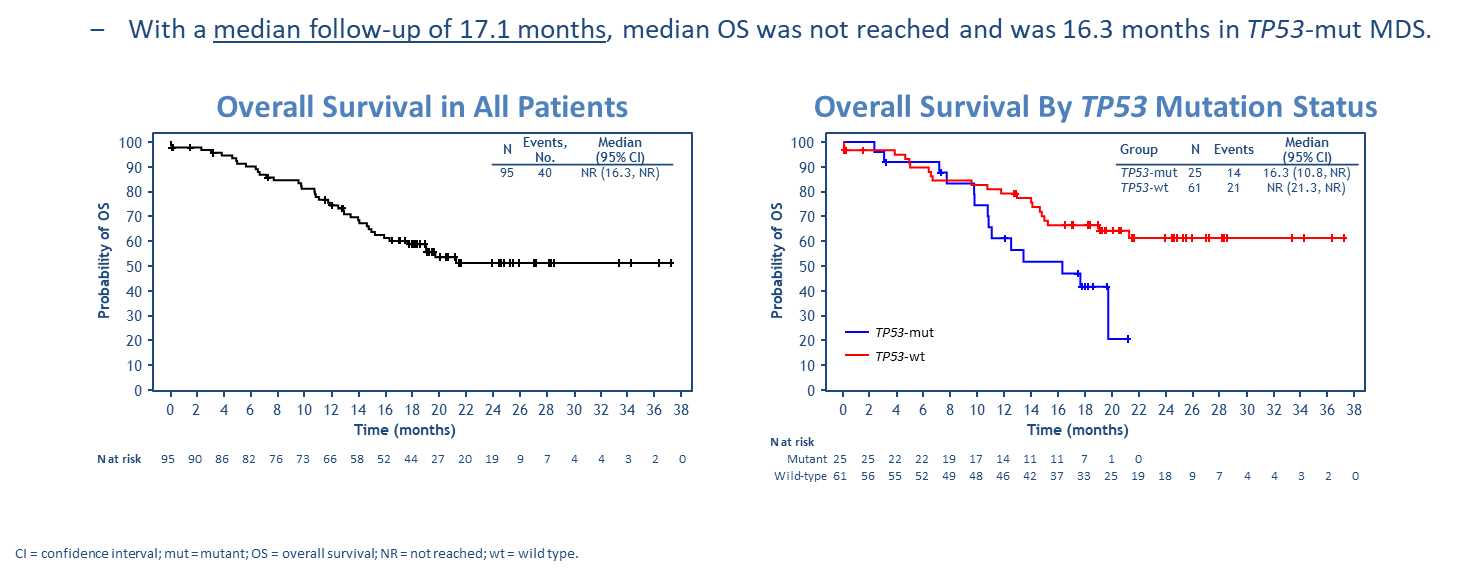 – With a median follow-up of 17.1 months, median OS was not reached and was 16.3 months in TP53-mut MDS.
Overall Survival in All Patients
N Events, No. Median (95% CI)
95 40 NR (16.3, NR)
Probability of OS
100
90
80
70
60
50
40
30
20
10
0
0 2 4 6 8 10 12 14 16 18 20 22 24 26 28 30 32 34 36 38
Time (months)
N at risk 95 90 86 82 76 73 66 58 52 44 27 20 19 9 7 4 4 3 2 0
Overall Survival By TP53 Mutation Status
Group N Events Median (95% CI)
TP53-mut 25 14 16.3 (10.8, NR)
TP53-wt 61 21 NR (21.3, NR)
Probability of OS
100
90
80
70
60
50
40
30
20
10
0
TP53-mut
TP53-wt
0 2 4 6 8 10 12 14 16 18 20 22 24 26 28 30 32 34 36 38
Time (months)
N at risk
Mutant 25 25 22 22 19 17 14 11 11 7 1 0
Wild-type 61 56 55 52 49 48 46 42 37 33 25 19 18 9 7 4 4 3 2 0
CI = confidence interval; mut = mutant; OS = overall survival; NR = not reached; wt = wild type.